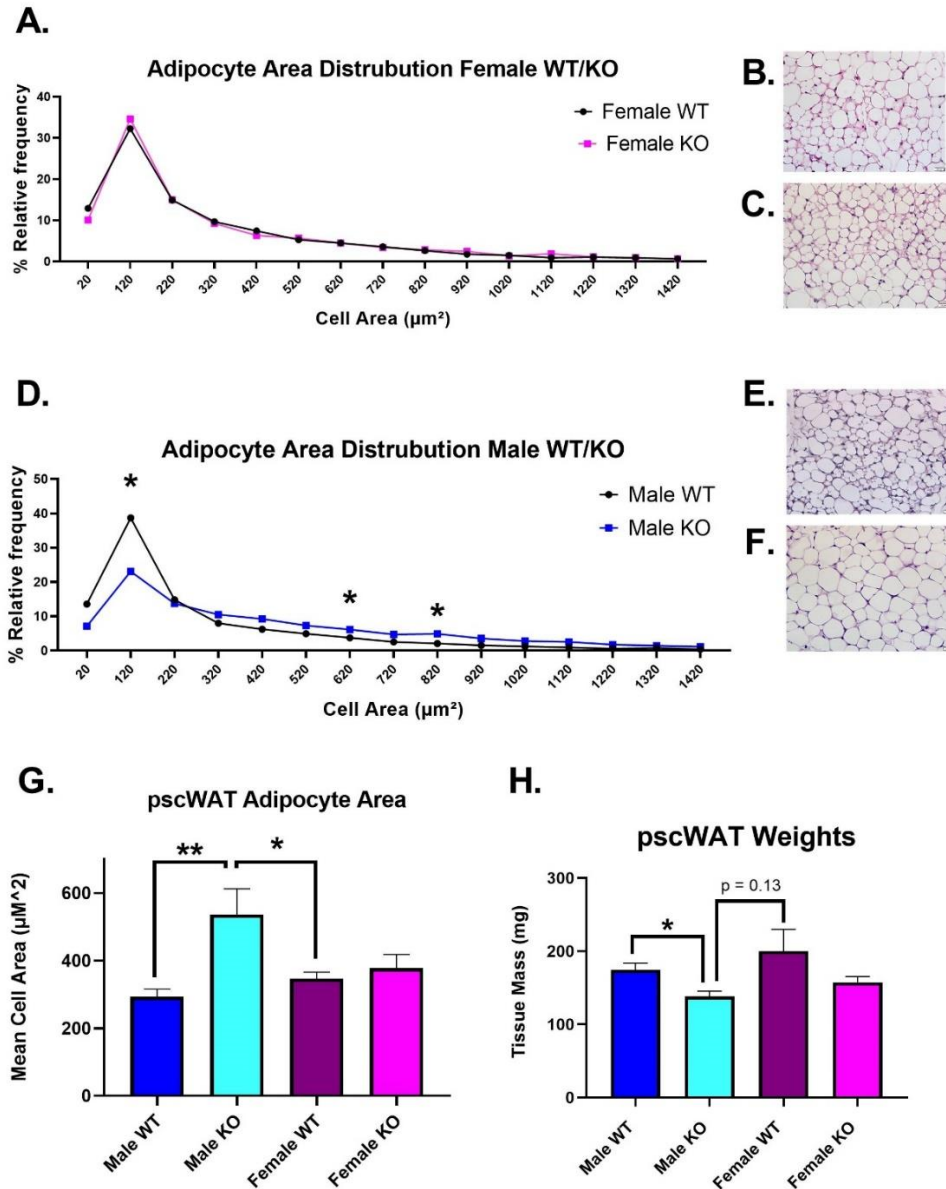 A.
Adipocyte Area Distrubution Female WT/KO
% Relative frequency
40
30
20
10
0
Female WT
Female KO
20 120 220 320 420 520 620 720 820 920 1020 1120 1220 1320 1420
Cell Area (µm²)
B.
C.
D.
Adipocyte Area Distrubution Male WT/KO
% Relative frequency
50
40
30
20
10
0
*
*
*
Male WT
Male KO
20 120 220 320 420 520 620 720 820 920 1020 1120 1220 1320 1420
Cell Area (µm²)
E.
F.
G.
pscWAT Adipocyte Area
Mean Cell Area (µM^2)
600
400
200
0
**
*
Male WT
Male KO
Female WT
Female KO
H.
pscWAT Weights
Tissue Mass (mg)
300
200
100
0
*
p = 0.13
Male WT
Male KO
Female WT
Female KO